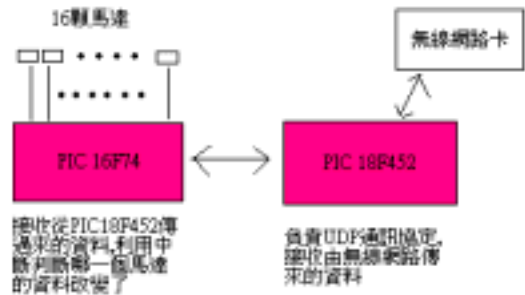 16顆馬達
無線網路卡
PIC 16F74
PIC 18F452
接收從PIC18F452傳
過來的資料,利用中
斷判斷哪一個馬達
的資料改變了
負責UDP通訊協定,
接收由無線網路傳
來的資料